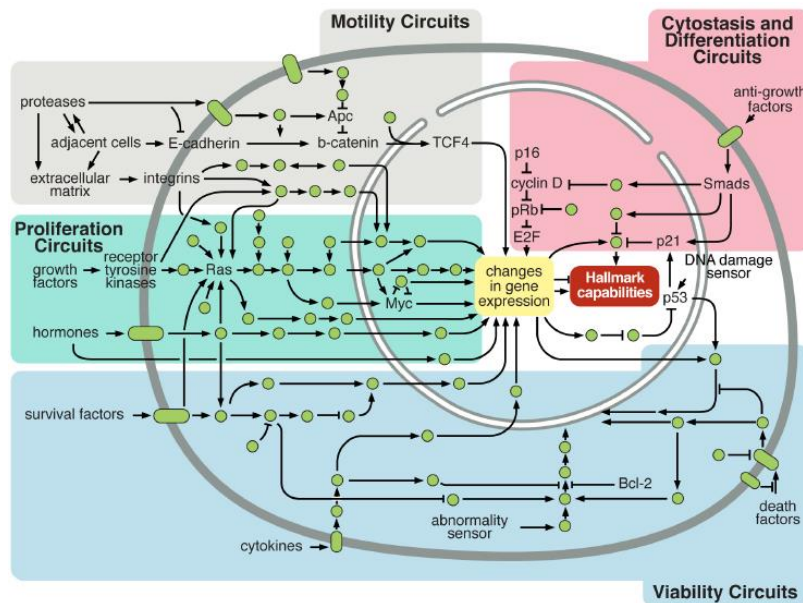 Motility Circuits
Cytostasis and
Differentiation
Circuits
proteases
adjacent cells
extracellular
matrix
E-cadherin
integrins
Apc
b-catenin
TCF4
anti-growth
factors
p16
cyclin D
pRb
E2F
Smads
p21
DNA damage
sensor
p53
Proliferation
Circuits
growth
factors
receptor
tyrosine
kinases
Ras
Myc
hormones
changes
in gene
expression
Hallmark
capabilities
survival factors
Bcl-2
abnormality
sensor
cytokines
death
factors
Viability Circuits